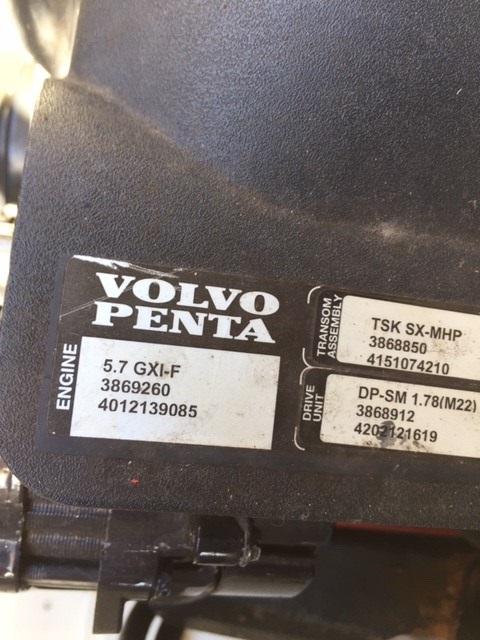 VOLVO
PENTA
ENGINE
5.7 GXI-F
3869260
4012139085
TRANSOM
ASSEMBLY
TSK SX-MHP
3868850
4151074210
DRIVE
UNIT
DP-SM 1.78(M22)
3868912
4202121619